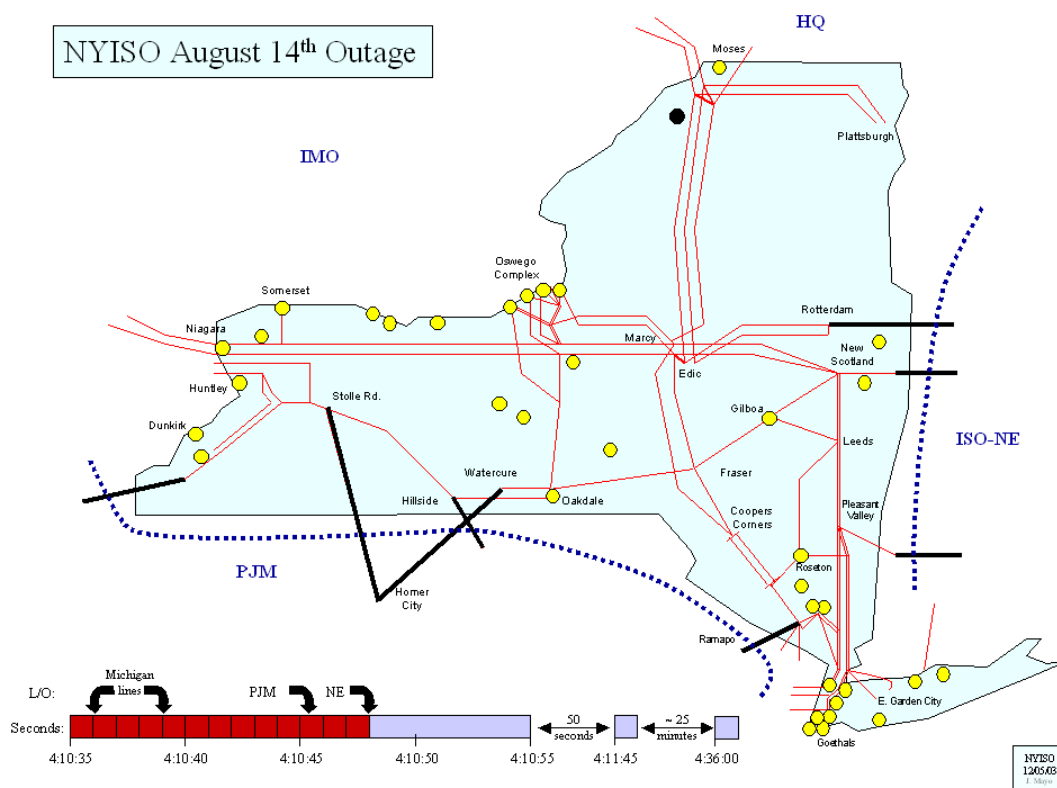 HQ
NYISO August 14th Outage
Moses
Plattsburgh
IMO
Oswego
Complex
Somerset
Rotterdam
Niagara
Marcy
New
Scotland
Edic
Huntley
Stolle Rd.
Gilboa
Dunkirk
Leeds
ISO-NE
Watercure
Fraser
Hillside
Oakdale
Coopers
Corners
Pleasant
Valley
PJM
Roseton
Homer
City
Ramapo
Michigan
lines
L/O:
PJM
NE
E. Garden City
Seconds:
50
seconds
~ 25
minutes
Goethals
4:10:35
4:10:40
4:10:45
4:10:50
4:10:55
4:11:45
4:36:00
NYISO
12/05/03
J. Mayo